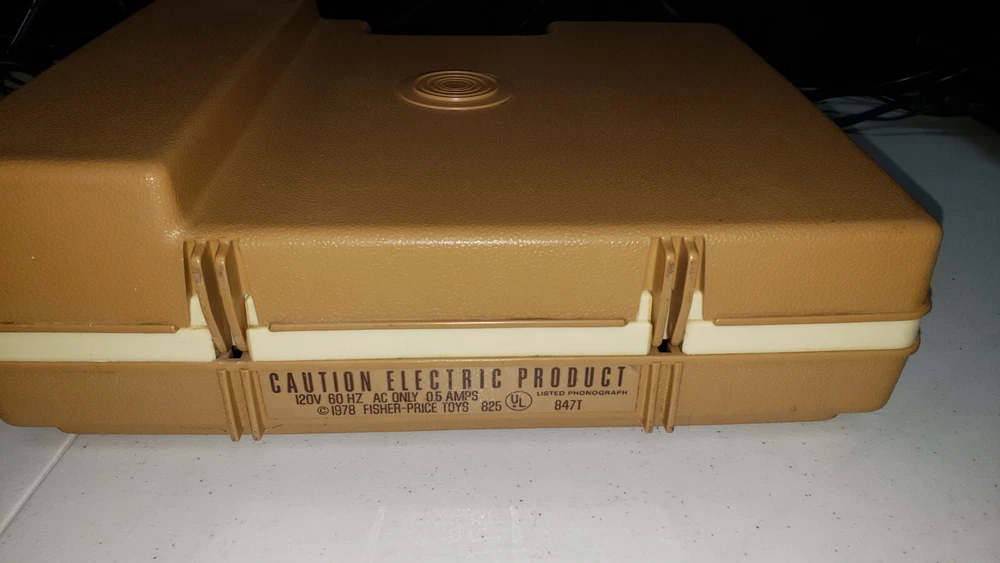 CAUTION ELECTRIC PRODUCT
120V 60 HZ AC ONLY 0.5 AMPS UL LISTED PHONOGRAPH
©1978 FISHER-PRICE TOYS 825 847T